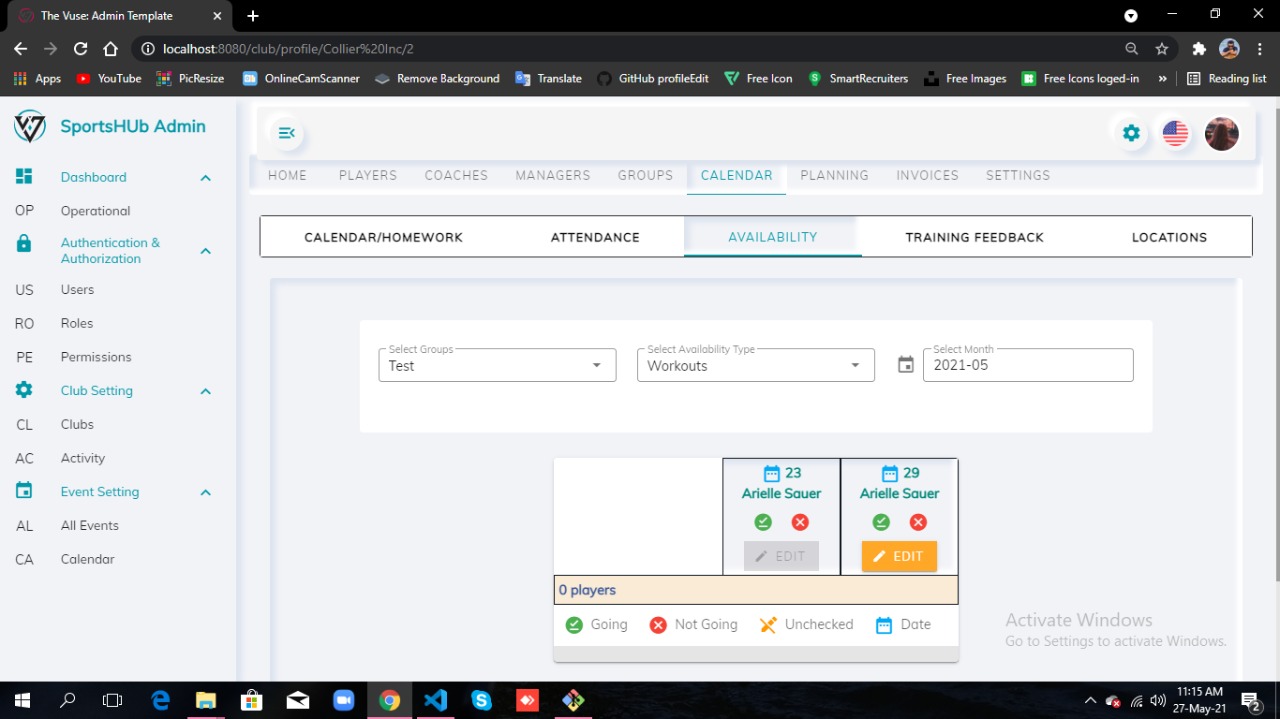 The Vuse: Admin Template
localhost:8080/club/profile/Collier%20Inc/2
Apps YouTube PicResize OnlineCamScanner Remove Background Translate GitHub profileEdit Free Icon SmartRecruiters Free Images Free Icons loged-in » Reading list
SportsHUb Admin
Dashboard
OP Operational
Authentication &
Authorization
US Users
RO Roles
PE Permissions
Club Setting
CL Clubs
AC Activity
Event Setting
AL All Events
CA Calendar
HOME PLAYERS COACHES MANAGERS GROUPS CALENDAR PLANNING INVOICES SETTINGS
CALENDAR/HOMEWORK ATTENDANCE AVAILABILITY TRAINING FEEDBACK LOCATIONS
Select Groups Select Availability Type Select Month
Test Workouts 2021-05
23 29
Arielle Sauer Arielle Sauer
EDIT EDIT
0 players
Going Not Going Unchecked Date
Activate Windows
Go to Settings to activate Windows.
11:15 AM
27-May-21
2